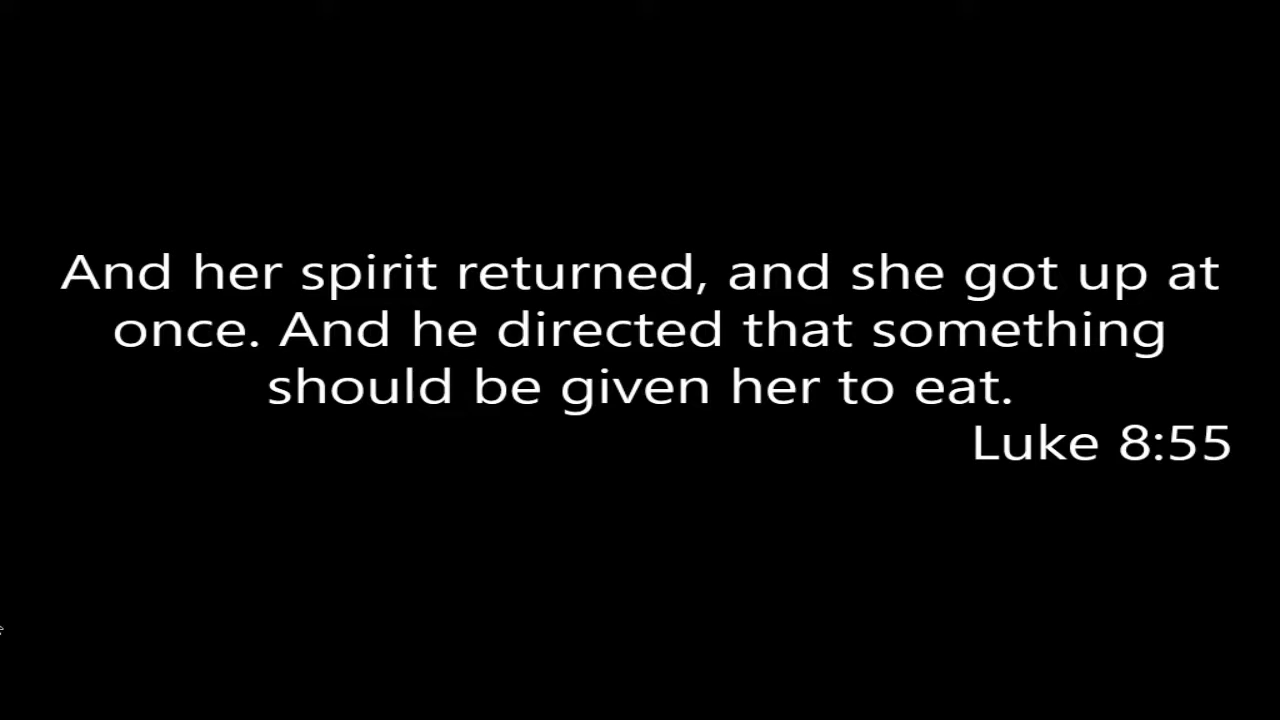 And her spirit returned, and she got up at
once. And he directed that something
should be given her to eat.
Luke 8:55